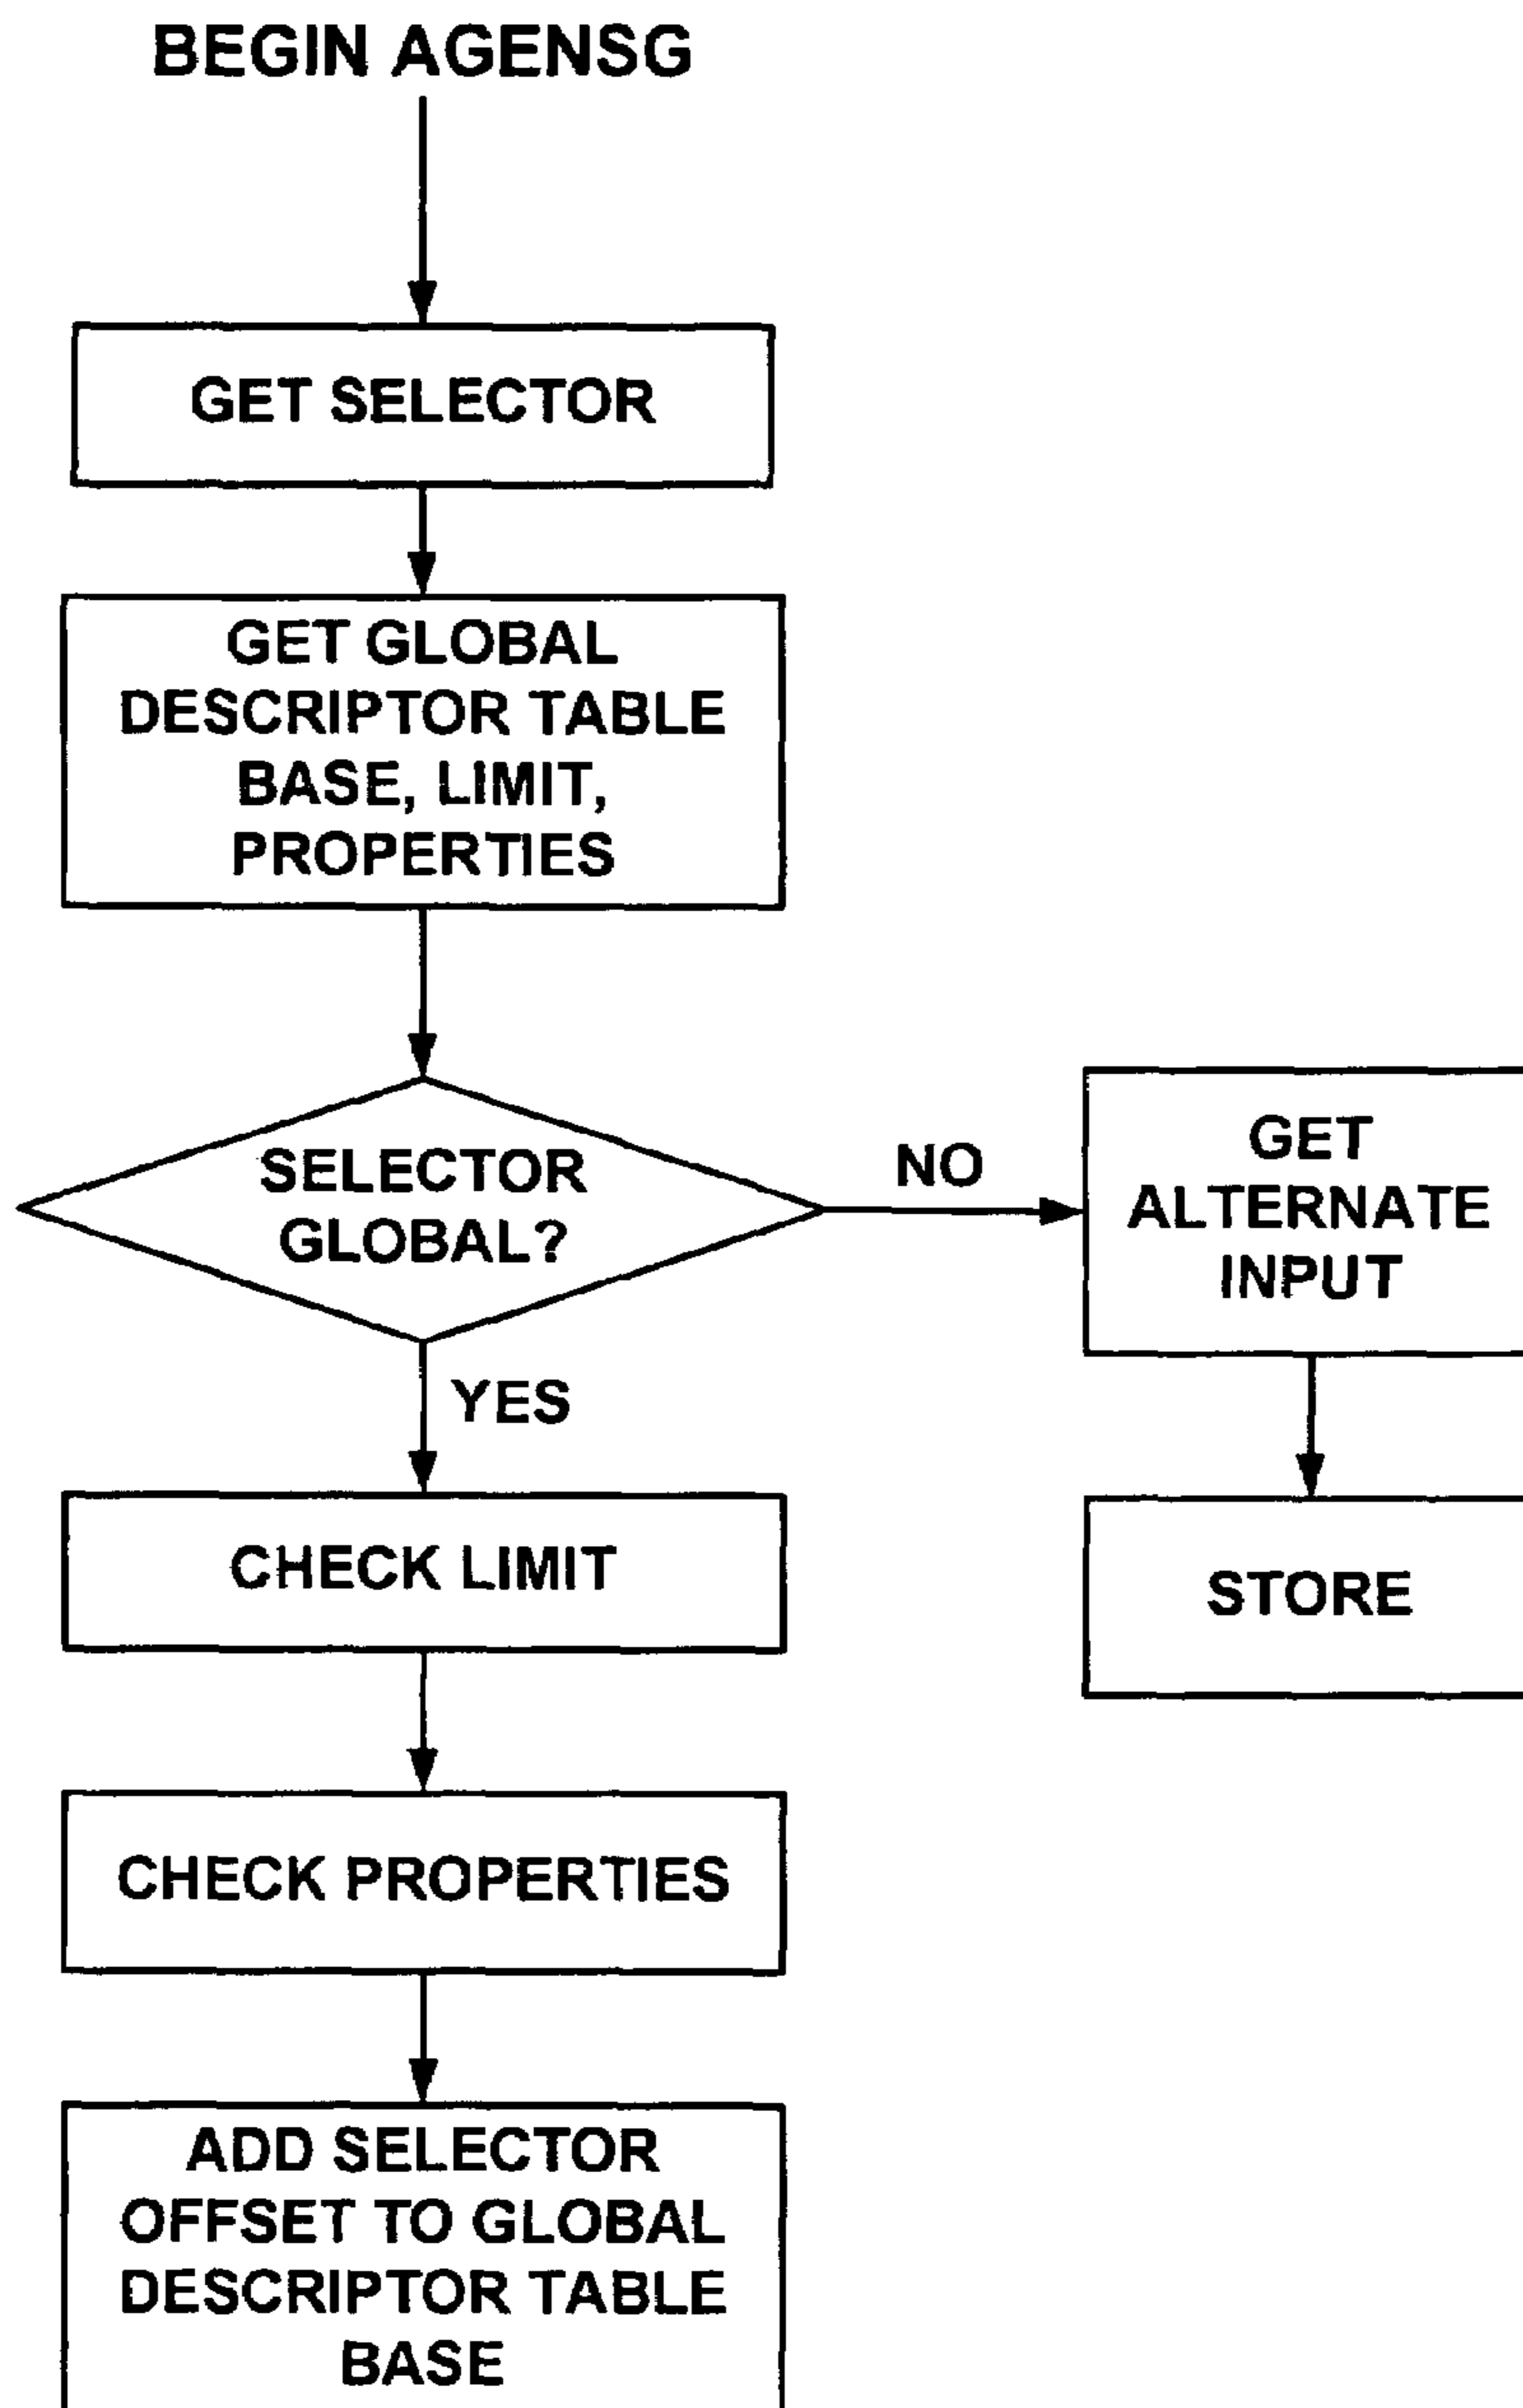 BEGIN AGENSG
GET SELECTOR
GET GLOBAL
DESCRIPTOR TABLE
BASE, LIMIT,
PROPERTIES
SELECTOR
GLOBAL?
NO
GET
ALTERNATE
INPUT
YES
CHECK LIMIT
STORE
CHECK PROPERTIES
ADD SELECTOR
OFFSET TO GLOBAL
DESCRIPTOR TABLE
BASE